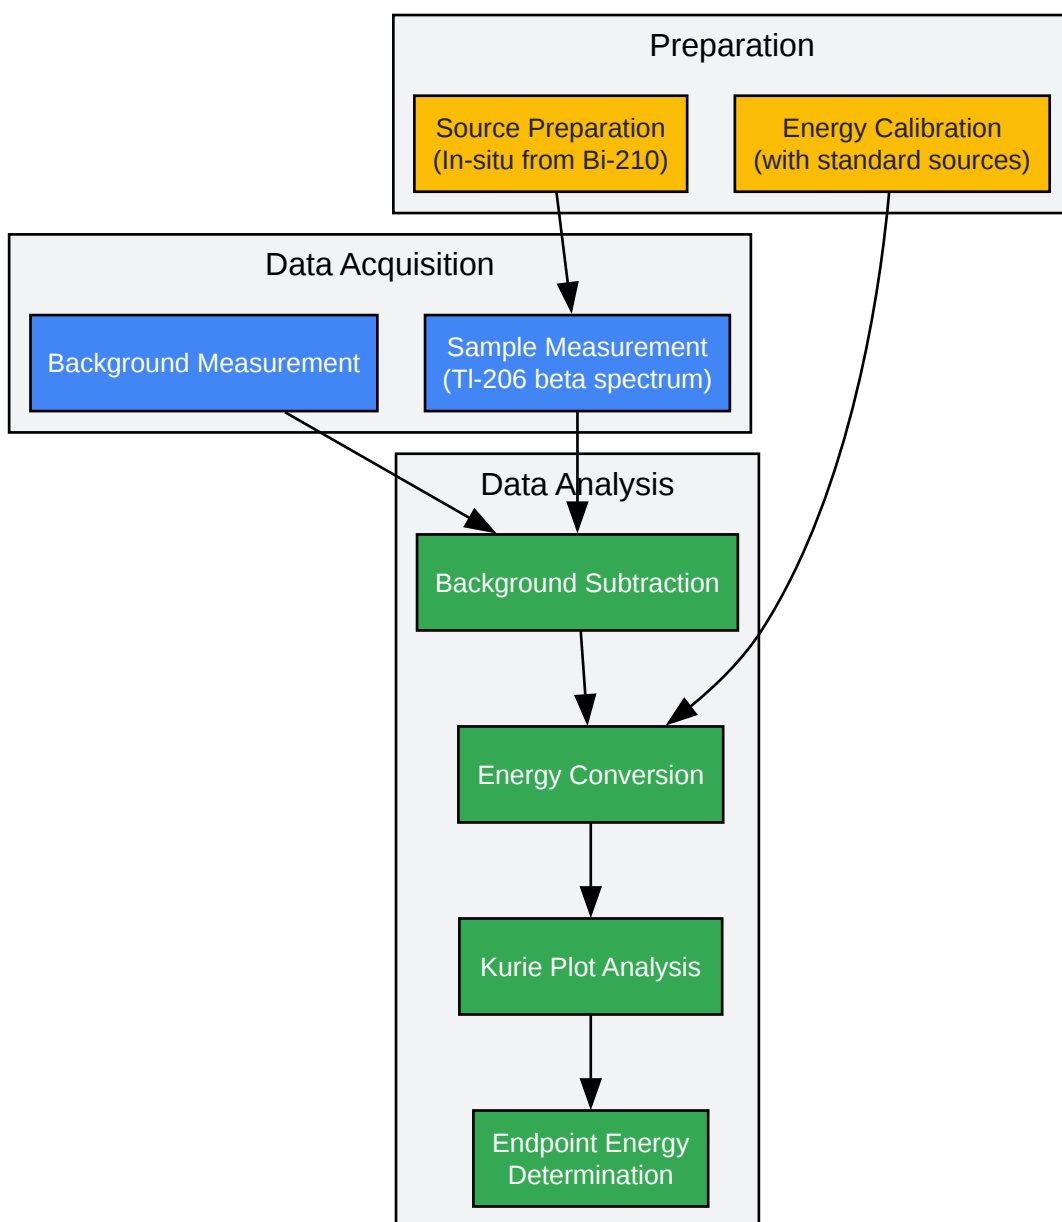 Preparation
Source Preparation
(In-situ from Bi-210)
Energy Calibration
(with standard sources)
Data Acquisition
Background Measurement
Sample Measurement
(Tl-206 beta spectrum)
Data Analysis
Background Subtraction
Energy Conversion
Kurie Plot Analysis
Endpoint Energy
Determination